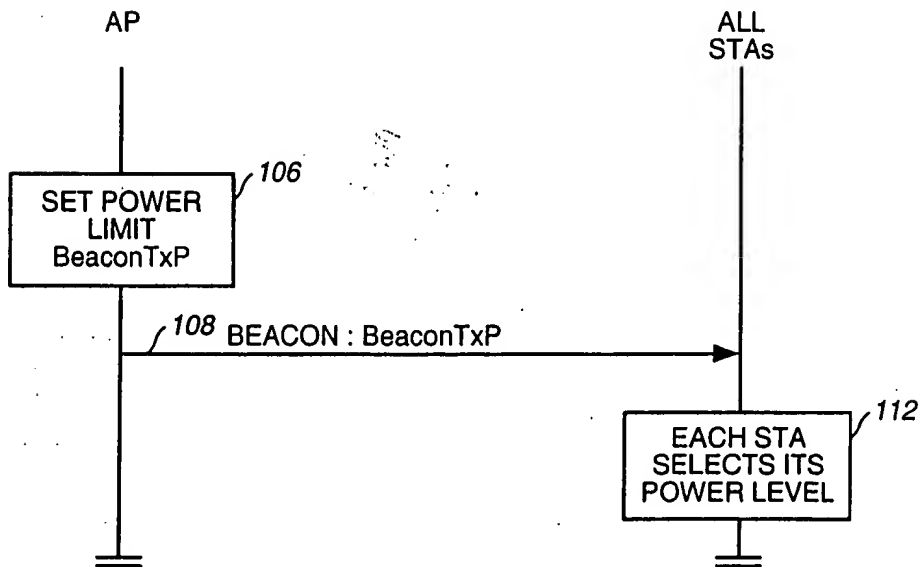 AP
ALL
STAs
106
SET POWER
LIMIT
BeaconTxP
108
BEACON : BeaconTxP
112
EACH STA
SELECTS ITS
POWER LEVEL